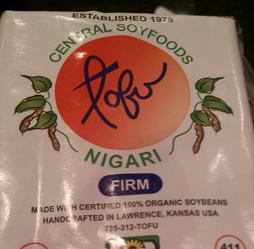 ESTABLISHED 1978
CENTRAL SOYFOODS
Tofu
NIGARI
FIRM
MADE WITH CERTIFIED 100% ORGANIC SOYBEANS
HANDCRAFTED IN LAWRENCE, KANSAS USA
785-312-TOFU
411